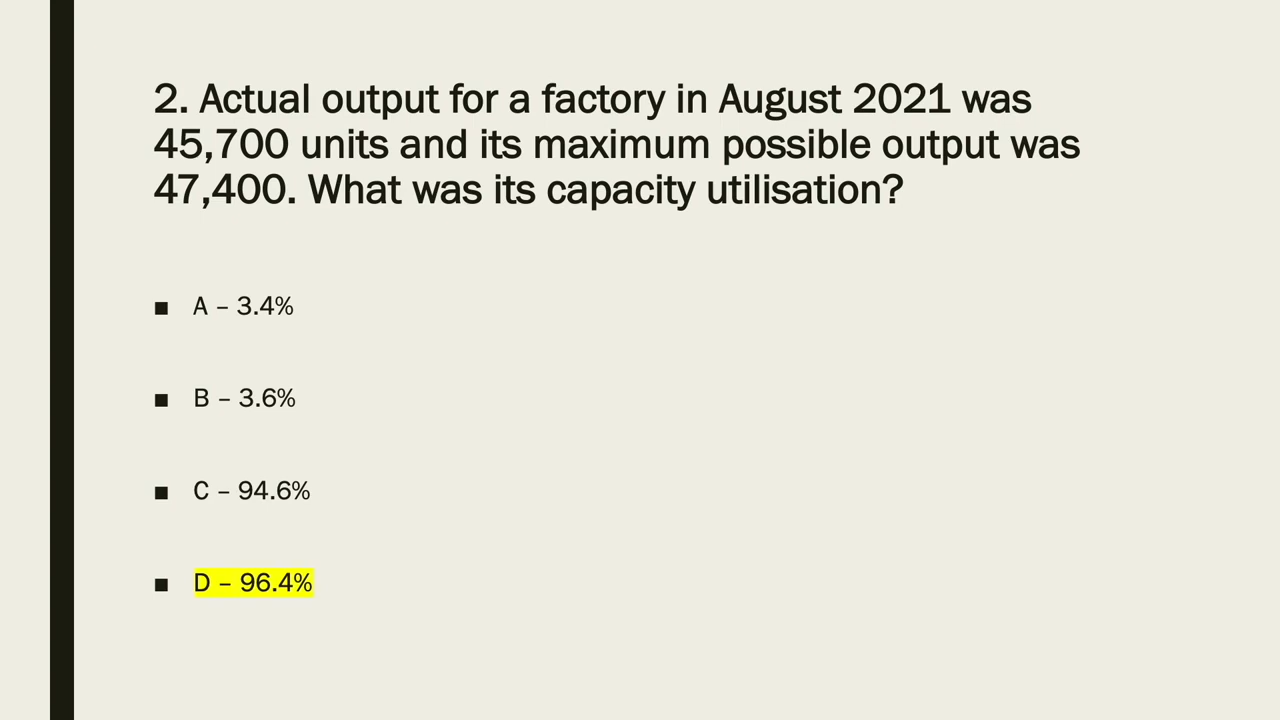 2. Actual output for a factory in August 2021 was
45,700 units and its maximum possible output was
47,400. What was its capacity utilisation?
■ A – 3.4%
■ B – 3.6%
■ C – 94.6%
■ D – 96.4%